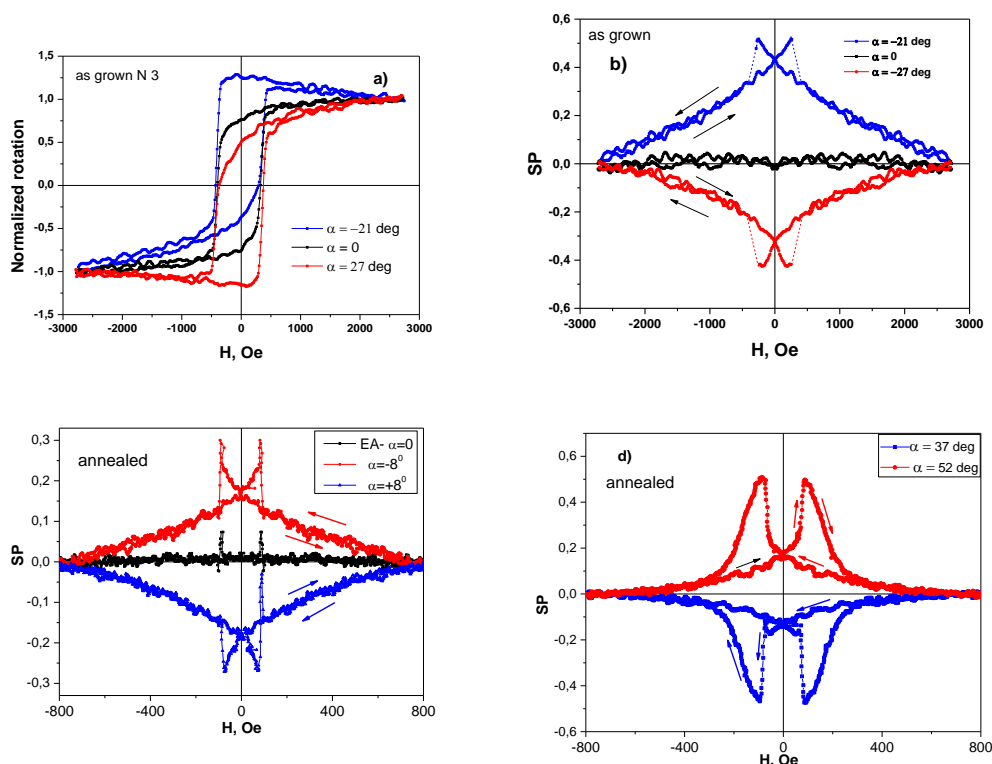 as grown N 3
a)
1,5
1,0
0,5
0,0
-0,5
-1,0
1,5
Normalized rotation
α = −21 deg
α = 0
α = 27 deg
-3000 -2000 -1000 0 1000 2000 3000
H, Oe
as grown
b)
0,6
0,4
0,2
0,0
-0,2
-0,4
-0,6
SP
α = −21 deg
α = 0
α = −27 deg
-3000 -2000 -1000 0 1000 2000 3000
H, Oe
annealed
0,3
0,2
0,1
0,0
-0,1
-0,2
-0,3
SP
EA- α=0
α=-8⁰
α=+8⁰
-800 -400 0 400 800
H, Oe
d)
annealed
0,6
0,4
0,2
0,0
-0,2
-0,4
-0,6
SP
α = 37 deg
α = 52 deg
-800 -400 0 400 800
H, Oe